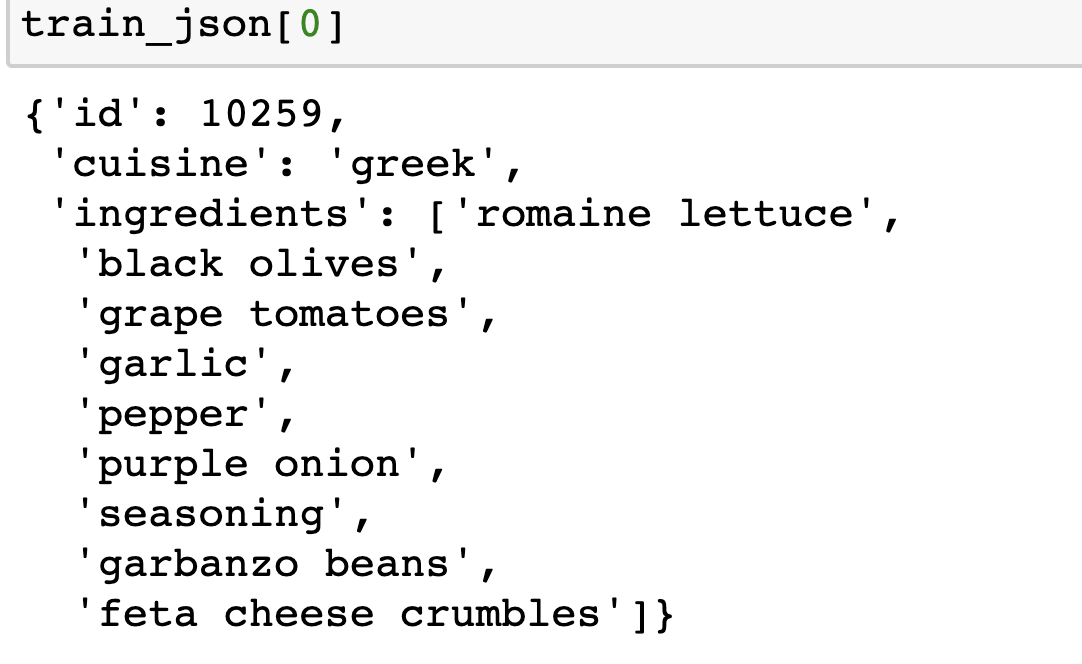 train_json[0]
{'id': 10259,
'cuisine': 'greek',
'ingredients': ['romaine lettuce',
'black olives',
'grape tomatoes',
'garlic',
'pepper',
'purple onion',
'seasoning',
'garbanzo beans',
'feta cheese crumbles']}